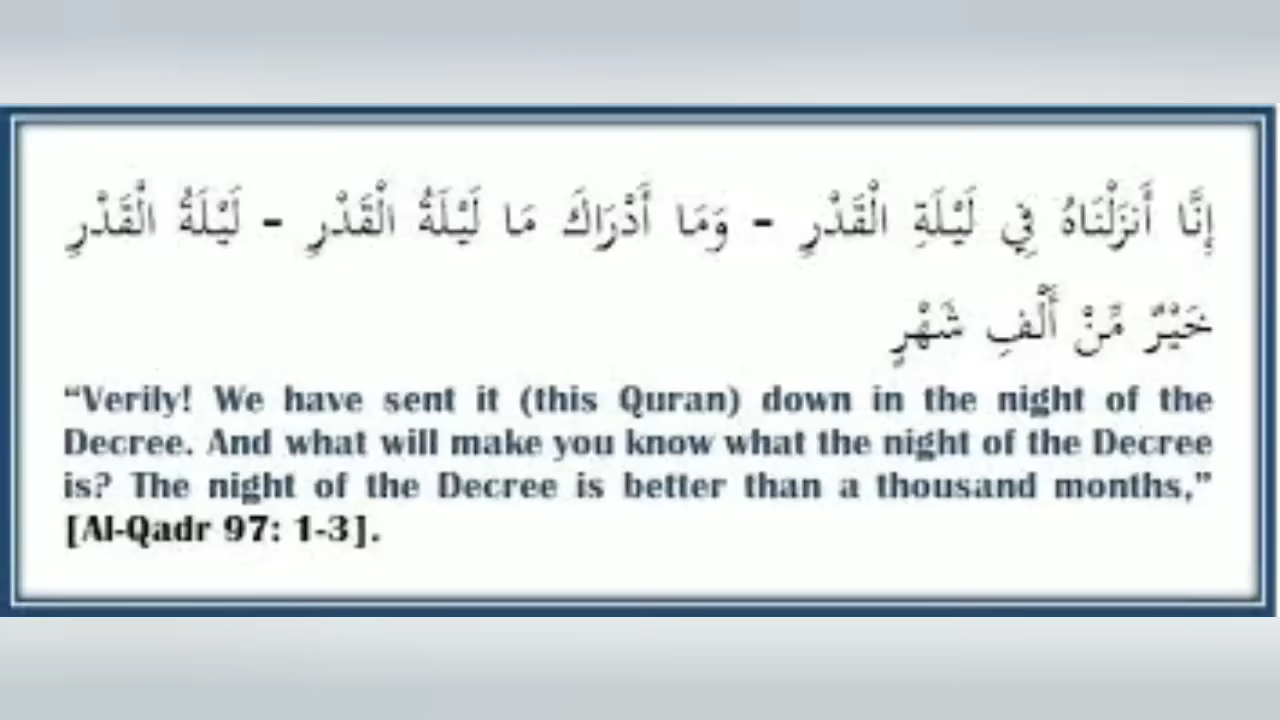 إِنَّا أَنزَلْنَاهُ فِي لَيْلَةِ الْقَدْرِ - وَمَا أَدْرَاكَ مَا لَيْلَةُ الْقَدْرِ - لَيْلَةُ الْقَدْرِ
خَيْرٌ مِّنْ أَلْفِ شَهْرٍ
“Verily! We have sent it (this Quran) down in the night of the
Decree. And what will make you know what the night of the Decree
is? The night of the Decree is better than a thousand months,”
[Al-Qadr 97: 1-3].